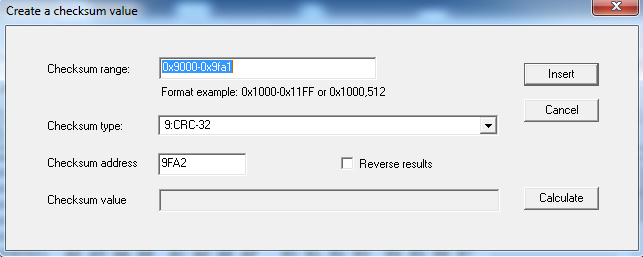 Create a checksum value
Checksum range: 0x9000-0x9fa1 Insert
Format example: 0x1000-0x11FF or 0x1000,512
Cancel
Checksum type: 9:CRC-32
Checksum address 9FA2 Reverse results
Checksum value Calculate